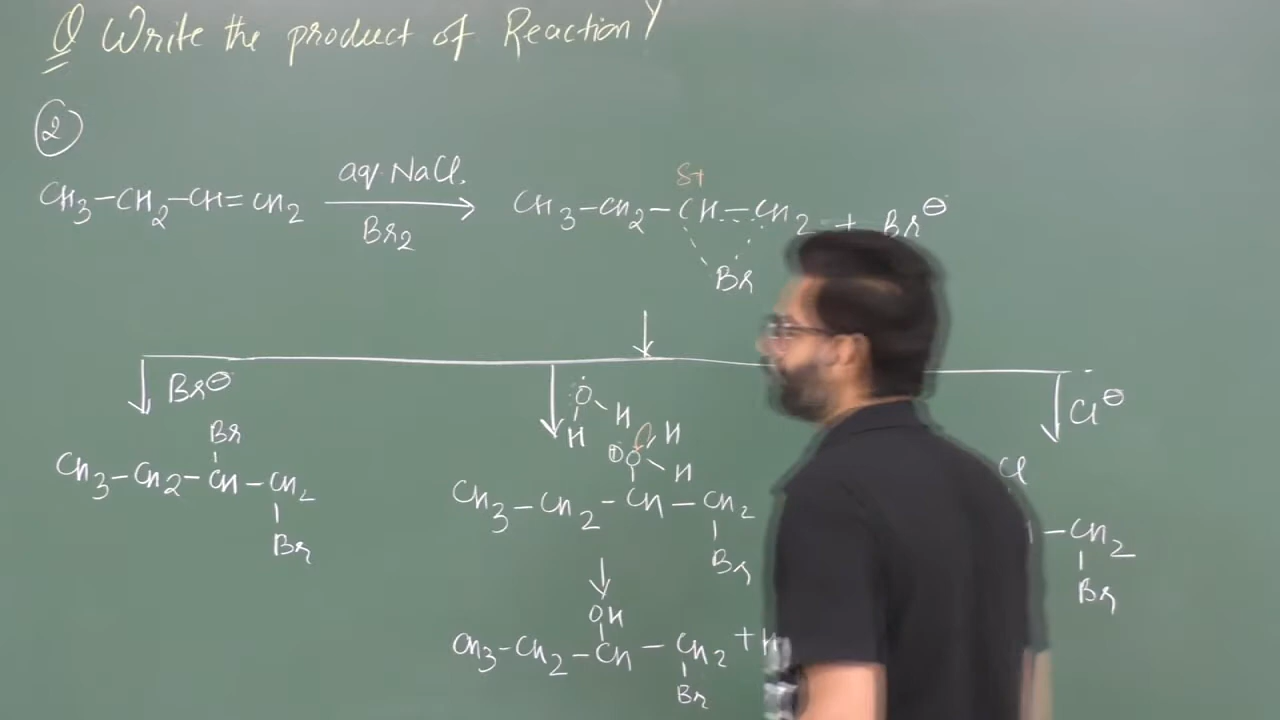 Q Write the product of Reaction?
②
CH3-CH2-CH=CH2 aq. NaCl. Br2 CH3-CH2-CH-CH2 + Br⊖
δ+
Br
Br⊖
Br
CH3-CH2-CH-CH2
Br
O H H
⊕O H H
CH3-CH2-CH-CH2
Br
OH
CH3-CH2-CH-CH2 + H
Br
Cl⊖
Cl
-CH2
Br